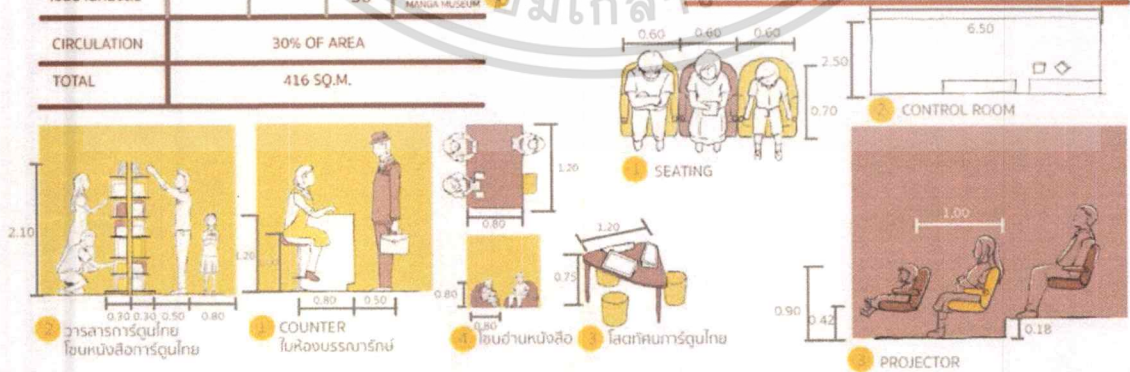 MANGA MUSEUM
CIRCULATION 30% OF AREA
TOTAL 416 SQ.M.
0.60 0.60 0.60
0.70
1 SEATING
6.50
2.50
2 CONTROL ROOM
2.10
0.30 0.30 0.50 0.80
2 วารสารการ์ตูนไทย
โซนหนังสือการ์ตูนไทย
1.20
0.80 0.50
1 COUNTER
ในห้องบรรณารักษ์
1.20
0.80
0.80
0.80
4 โซนอ่านหนังสือ
1.20
0.75
3 โสตทัศนการ์ตูนไทย
1.00
0.90
0.42
0.18
3 PROJECTOR